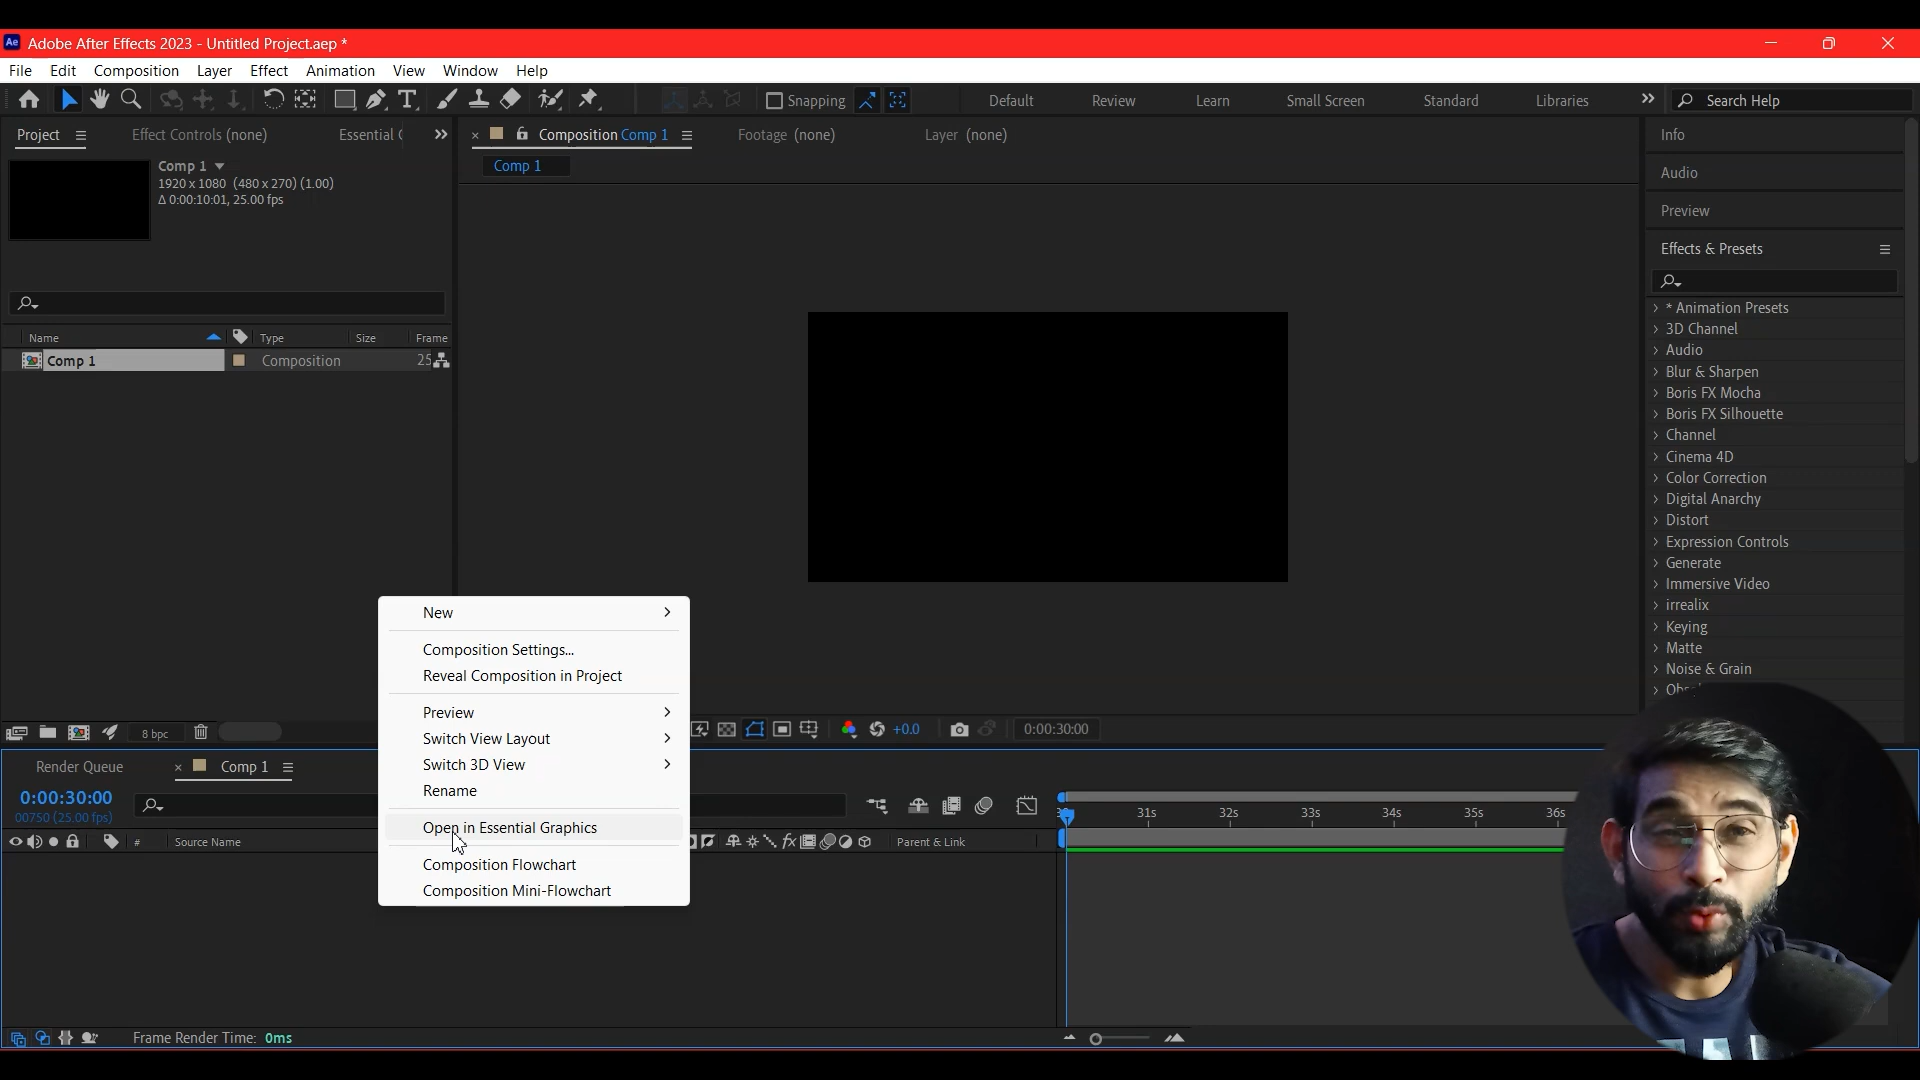 Ae Adobe After Effects 2023 - Untitled Project.aep *
File Edit Composition Layer Effect Animation View Window Help
Snapping Default Review Learn Small Screen Standard Libraries Search Help
Project Effect Controls (none) Essential
Composition Comp 1 Footage (none) Layer (none)
Comp 1
Comp 1
1920 x 1080 (480 x 270) (1.00)
Δ 0:00:10:01, 25.00 fps
Name Type Size Frame
Comp 1 Composition 25
Info
Audio
Preview
Effects & Presets
* Animation Presets
3D Channel
Audio
Blur & Sharpen
Boris FX Mocha
Boris FX Silhouette
Channel
Cinema 4D
Color Correction
Digital Anarchy
Distort
Expression Controls
Generate
Immersive Video
irrealix
Keying
Matte
Noise & Grain
New
Composition Settings...
Reveal Composition in Project
Preview
Switch View Layout
Switch 3D View
Rename
Open in Essential Graphics
Composition Flowchart
Composition Mini-Flowchart
8 bpc
+0.0 0:00:30:00
Render Queue Comp 1
0:00:30:00
00750 (25.00 fps)
31s 32s 33s 34s 35s 36s
# Source Name fx Parent & Link
Frame Render Time: 0ms